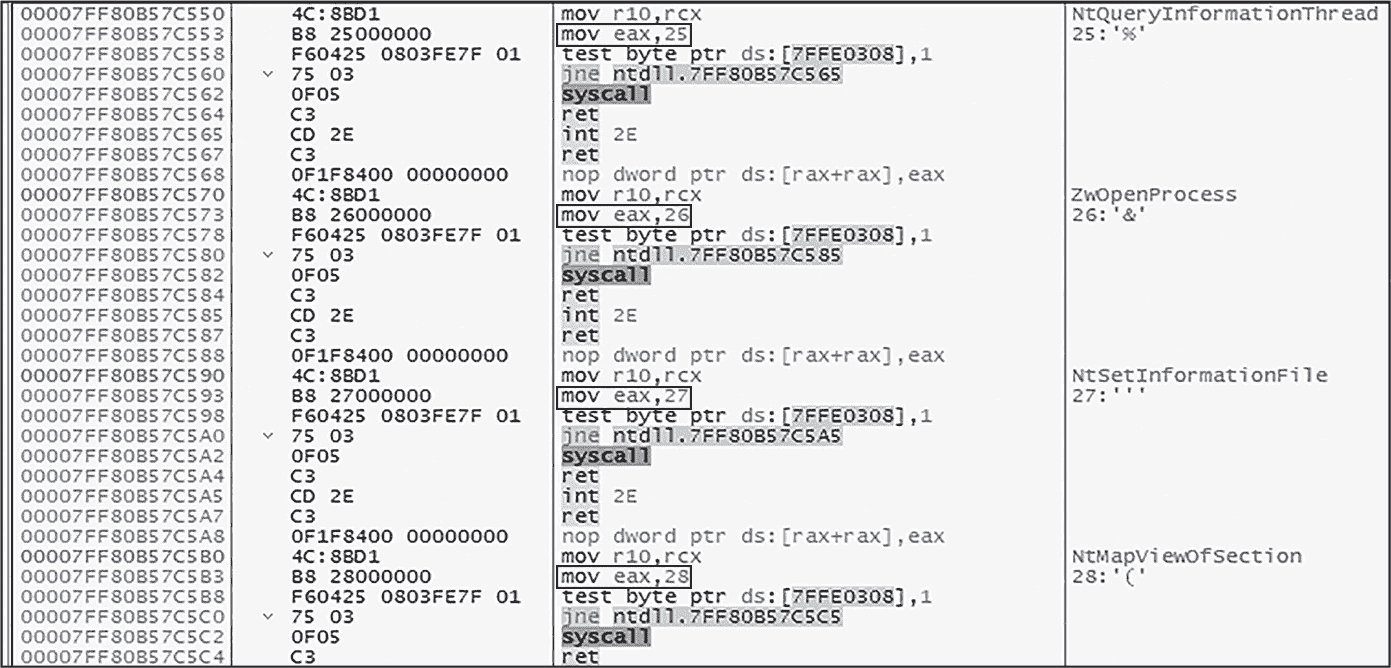 00007FF80B57C550 4C:8BD1 mov r10,rcx NtQueryInformationThread
00007FF80B57C553 B8 25000000 mov eax,25 25:'%'
00007FF80B57C558 F60425 0803FE7F 01 test byte ptr ds:[7FFE0308],1
00007FF80B57C560 75 03 jne ntdll.7FF80B57C565
00007FF80B57C562 0F05 syscall
00007FF80B57C564 C3 ret
00007FF80B57C565 CD 2E int 2E
00007FF80B57C567 C3 ret
00007FF80B57C568 0F1F8400 00000000 nop dword ptr ds:[rax+rax],eax
00007FF80B57C570 4C:8BD1 mov r10,rcx ZwOpenProcess
00007FF80B57C573 B8 26000000 mov eax,26 26:'&'
00007FF80B57C578 F60425 0803FE7F 01 test byte ptr ds:[7FFE0308],1
00007FF80B57C580 75 03 jne ntdll.7FF80B57C585
00007FF80B57C582 0F05 syscall
00007FF80B57C584 C3 ret
00007FF80B57C585 CD 2E int 2E
00007FF80B57C587 C3 ret
00007FF80B57C588 0F1F8400 00000000 nop dword ptr ds:[rax+rax],eax
00007FF80B57C590 4C:8BD1 mov r10,rcx NtSetInformationFile
00007FF80B57C593 B8 27000000 mov eax,27 27:'''
00007FF80B57C598 F60425 0803FE7F 01 test byte ptr ds:[7FFE0308],1
00007FF80B57C5A0 75 03 jne ntdll.7FF80B57C5A5
00007FF80B57C5A2 0F05 syscall
00007FF80B57C5A4 C3 ret
00007FF80B57C5A5 CD 2E int 2E
00007FF80B57C5A7 C3 ret
00007FF80B57C5A8 0F1F8400 00000000 nop dword ptr ds:[rax+rax],eax
00007FF80B57C5B0 4C:8BD1 mov r10,rcx NtMapViewOfSection
00007FF80B57C5B3 B8 28000000 mov eax,28 28:'('
00007FF80B57C5B8 F60425 0803FE7F 01 test byte ptr ds:[7FFE0308],1
00007FF80B57C5C0 75 03 jne ntdll.7FF80B57C5C5
00007FF80B57C5C2 0F05 syscall
00007FF80B57C5C4 C3 ret